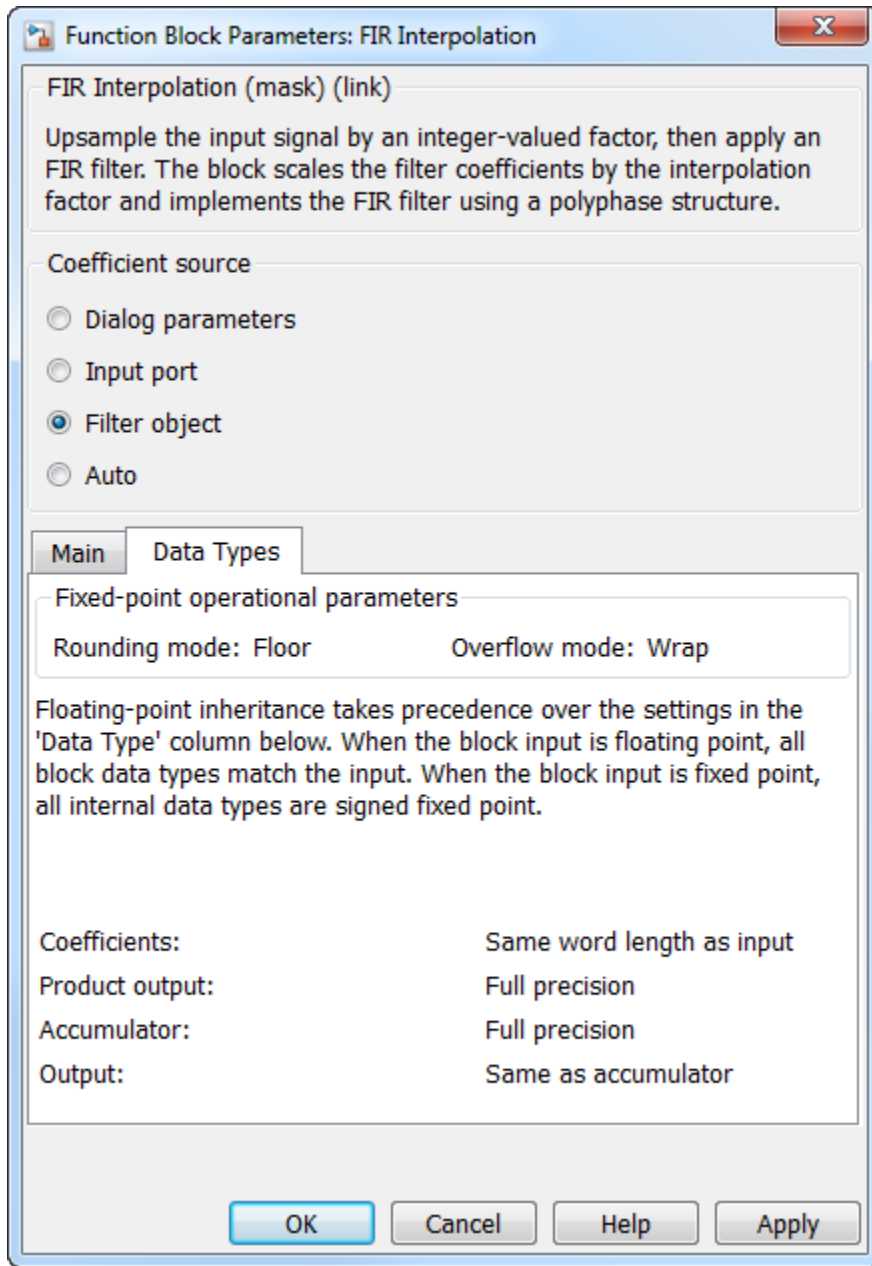 Function Block Parameters: FIR Interpolation
X
FIR Interpolation (mask) (link)
Upsample the input signal by an integer-valued factor, then apply an
FIR filter. The block scales the filter coefficients by the interpolation
factor and implements the FIR filter using a polyphase structure.
Coefficient source
Dialog parameters
Input port
Filter object
Auto
Main Data Types
Fixed-point operational parameters
Rounding mode: Floor Overflow mode: Wrap
Floating-point inheritance takes precedence over the settings in the
'Data Type' column below. When the block input is floating point, all
block data types match the input. When the block input is fixed point,
all internal data types are signed fixed point.
Coefficients: Same word length as input
Product output: Full precision
Accumulator: Full precision
Output: Same as accumulator
OK Cancel Help Apply